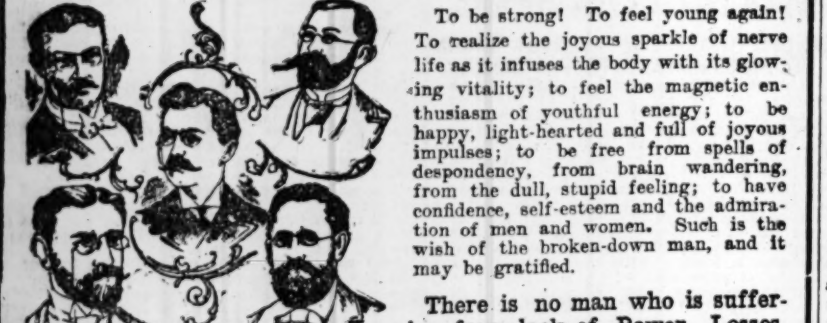 To be strong! To feel young again!
To realize the joyous sparkle of nerve
life as it infuses the body with its glow-
ing vitality; to feel the magnetic en-
thusiasm of youthful energy; to be
happy, light-hearted and full of joyous
impulses; to be free from spells of
despondency, from brain wandering,
from the dull, stupid feeling; to have
confidence, self-esteem and the admira-
tion of men and women. Such is the
wish of the broken-down man, and it
may be gratified.
There is no man who is suffer-